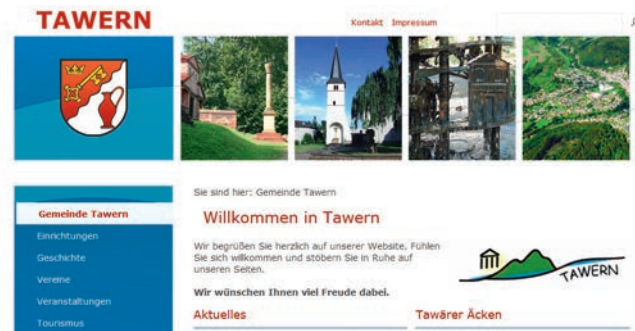 TAWERN
Kontakt Impressum
Sie sind hier: Gemeinde Tawern
Gemeinde Tawern
Einrichtungen
Geschichte
Vereine
Veranstaltungen
Tourismus
Willkommen in Tawern
Wir begrüßen Sie herzlich auf unserer Website. Fühlen
Sie sich willkommen und stöbern Sie in Ruhe auf
unseren Seiten.
Wir wünschen Ihnen viel Freude dabei.
TAWERN
Aktuelles
Tawärer Äcken